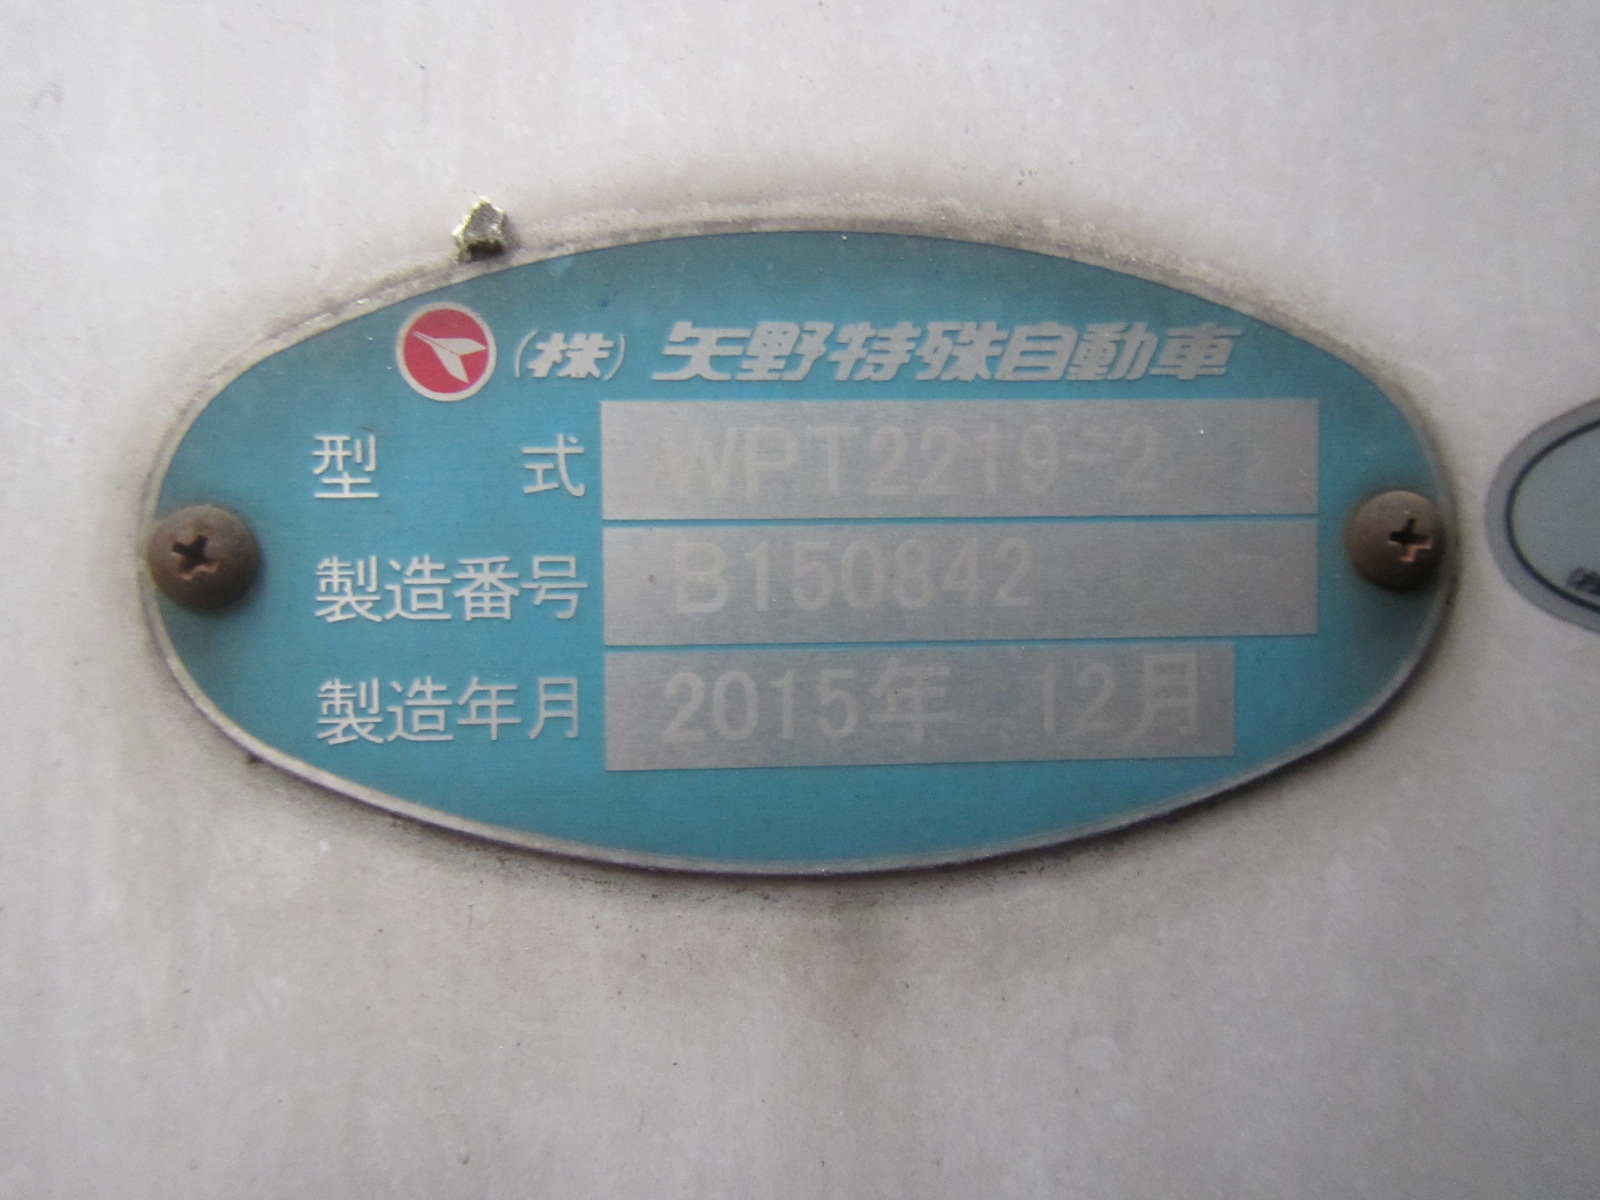 (株)矢野特殊自動車
型式 WPT2219-2
製造番号 B150842
製造年月 2015年 12月